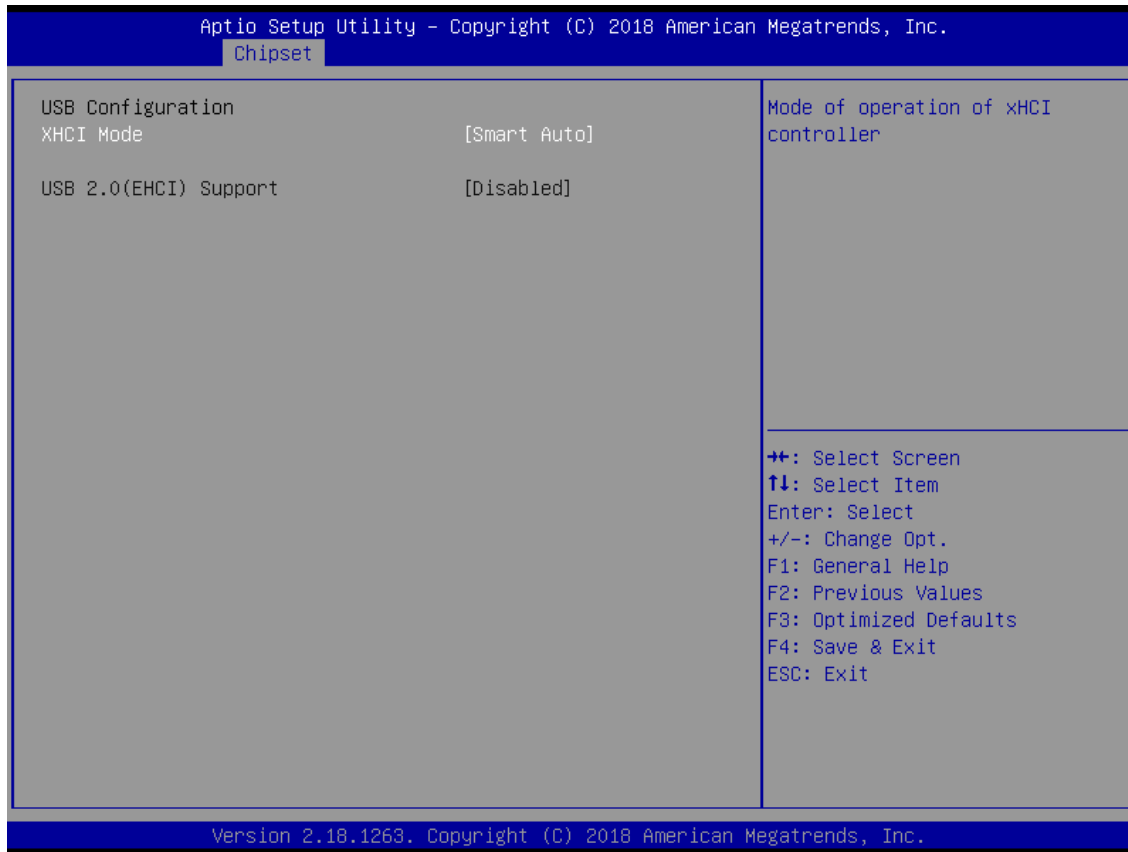 Aptio Setup Utility – Copyright (C) 2018 American Megatrends, Inc.
Chipset
USB Configuration
XHCI Mode [Smart Auto]
USB 2.0(EHCI) Support [Disabled]
Mode of operation of xHCI
controller
→←: Select Screen
↑↓: Select Item
Enter: Select
+/-: Change Opt.
F1: General Help
F2: Previous Values
F3: Optimized Defaults
F4: Save & Exit
ESC: Exit
Version 2.18.1263. Copyright (C) 2018 American Megatrends, Inc.